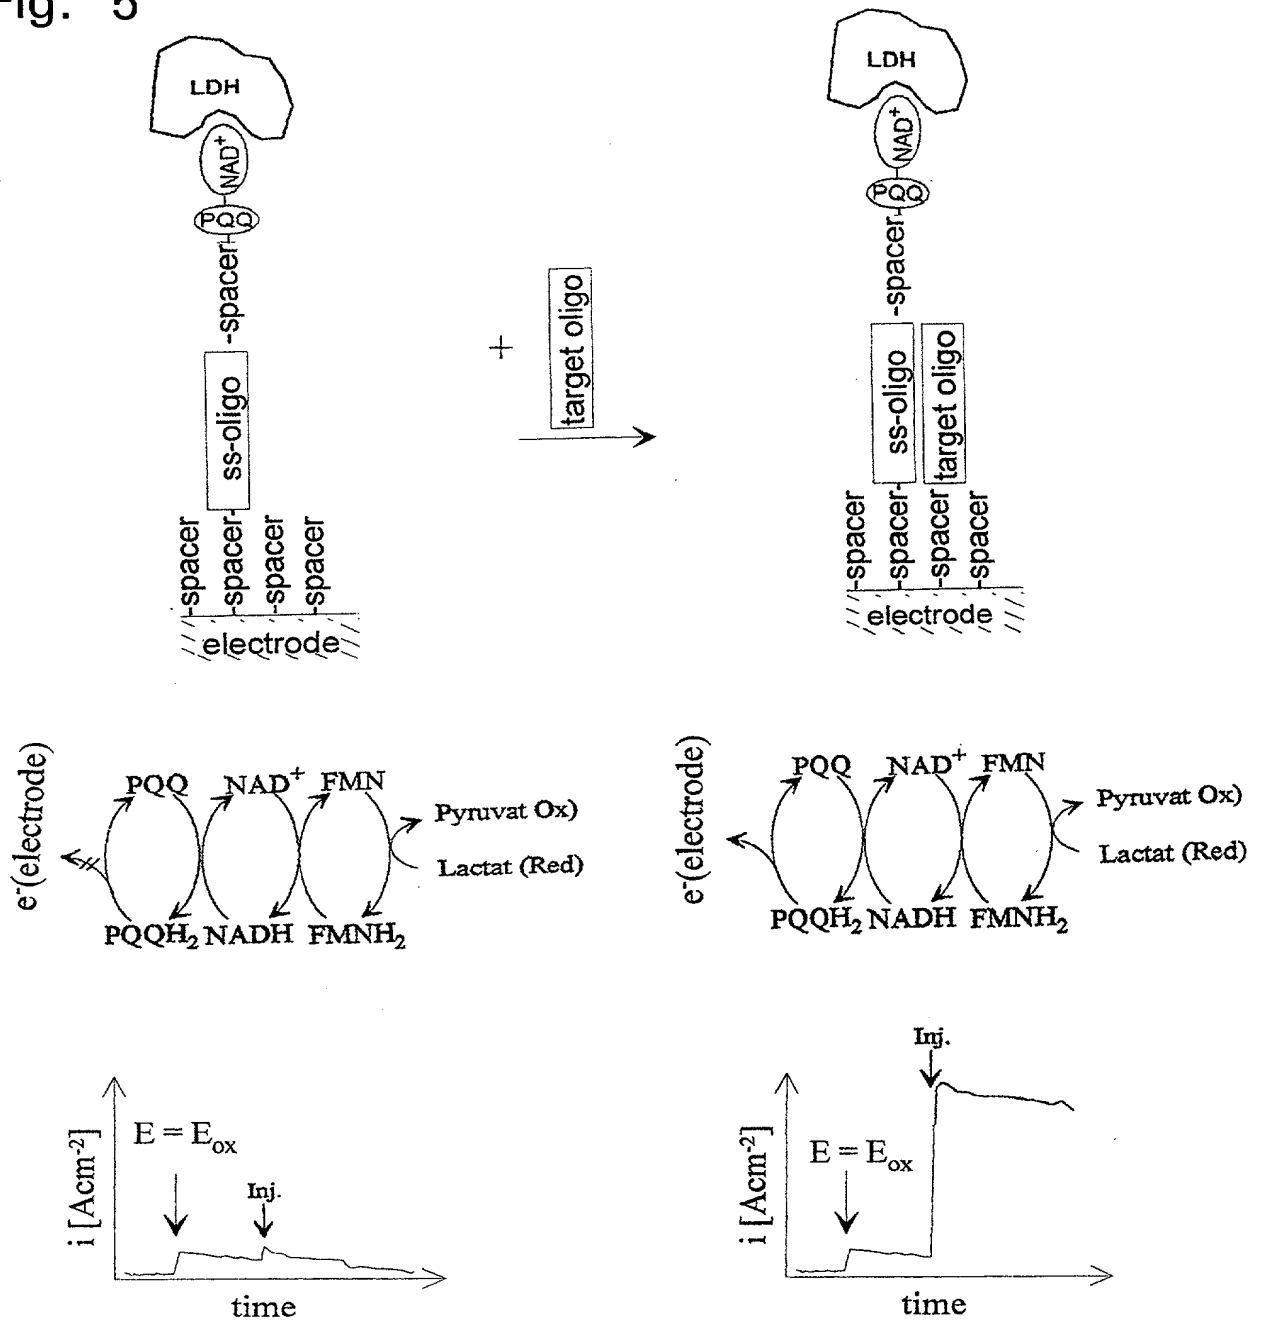 Fig. 5
LDH
NAD+
PQQ
-spacer-
ss-oligo
-spacer
-spacer-
-spacer
-spacer
electrode
+
target oligo
LDH
NAD+
PQQ
-spacer-
ss-oligo
target oligo
-spacer
-spacer-
-spacer
-spacer
electrode
e-(electrode)
PQQ NAD+ FMN
Pyruvat Ox)
Lactat (Red)
PQQH2 NADH FMNH2
e-(electrode)
PQQ NAD+ FMN
Pyruvat Ox)
Lactat (Red)
PQQH2 NADH FMNH2
i [Acm-2]
E = Eox
Inj.
time
i [Acm-2]
E = Eox
Inj.
time